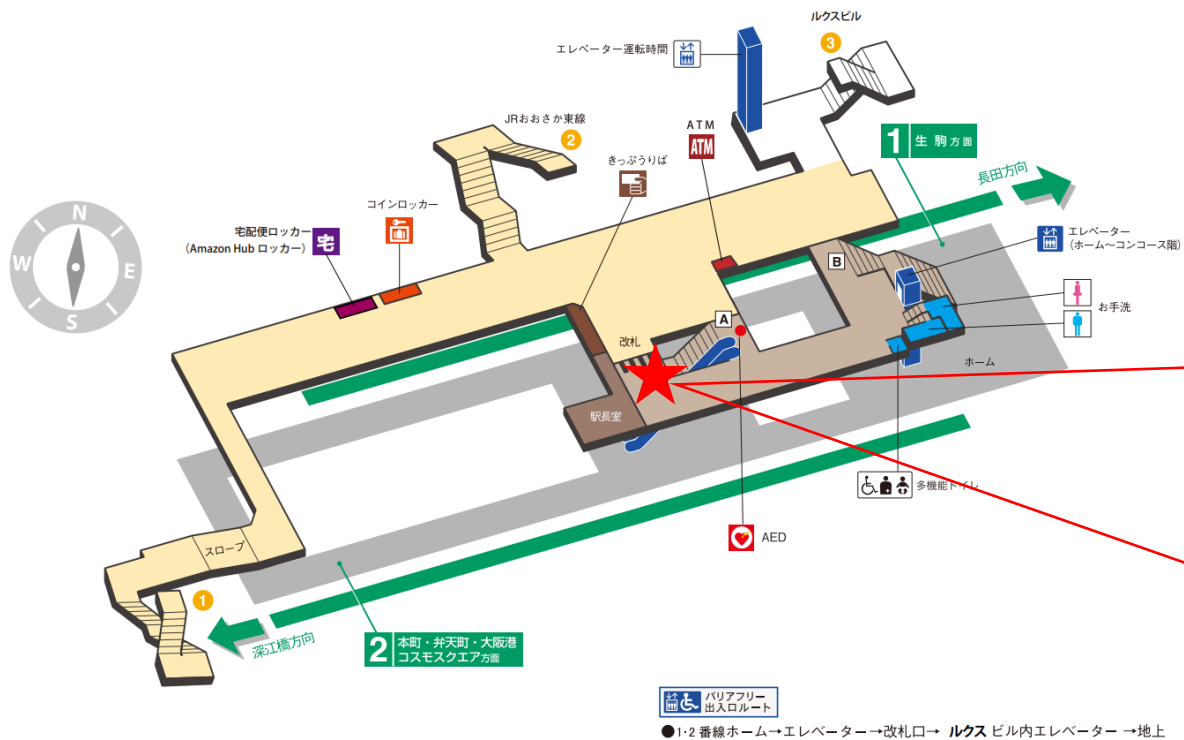 ルクスビル
3
エレベーター運転時間
JRおおさか東線
2
ATM
ATM
1 生駒方面
きっぷうりば
長田方向
コインロッカー
宅配便ロッカー
(Amazon Hub ロッカー)
宅
N
W
E
S
エレベーター
(ホーム〜コンコース階)
B
お手洗
A
改札
ホーム
駅長室
多機能トイレ
AED
スロープ
1
深江橋方向
2 本町・弁天町・大阪港
コスモスクエア方面
バリアフリー
出入口ルート
●1・2番線ホーム→エレベーター→改札口→ ルクス ビル内エレベーター →地上